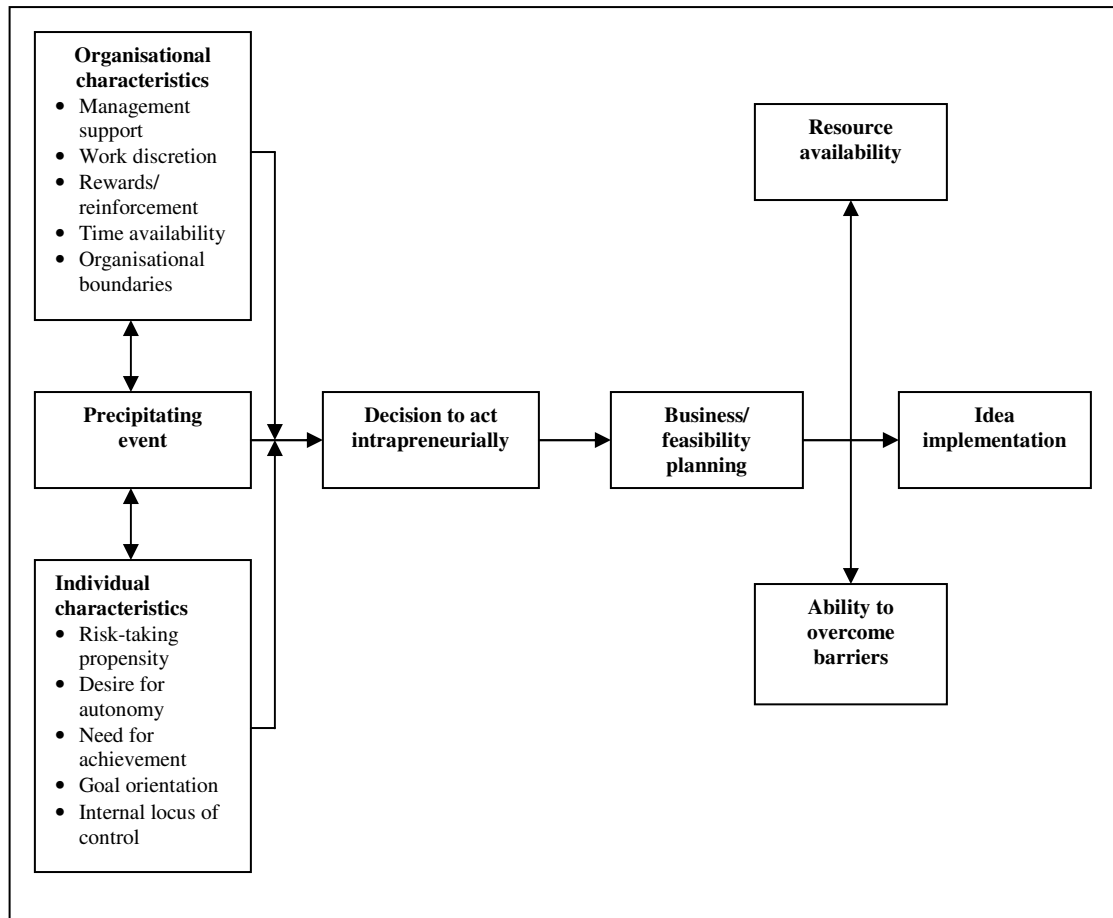 Organisational
characteristics
• Management
support
• Work discretion
• Rewards/
reinforcement
• Time availability
• Organisational
boundaries
Precipitating
event
Individual
characteristics
• Risk-taking
propensity
• Desire for
autonomy
• Need for
achievement
• Goal orientation
• Internal locus of
control
Decision to act
intrapreneurially
Business/
feasibility
planning
Resource
availability
Idea
implementation
Ability to
overcome
barriers